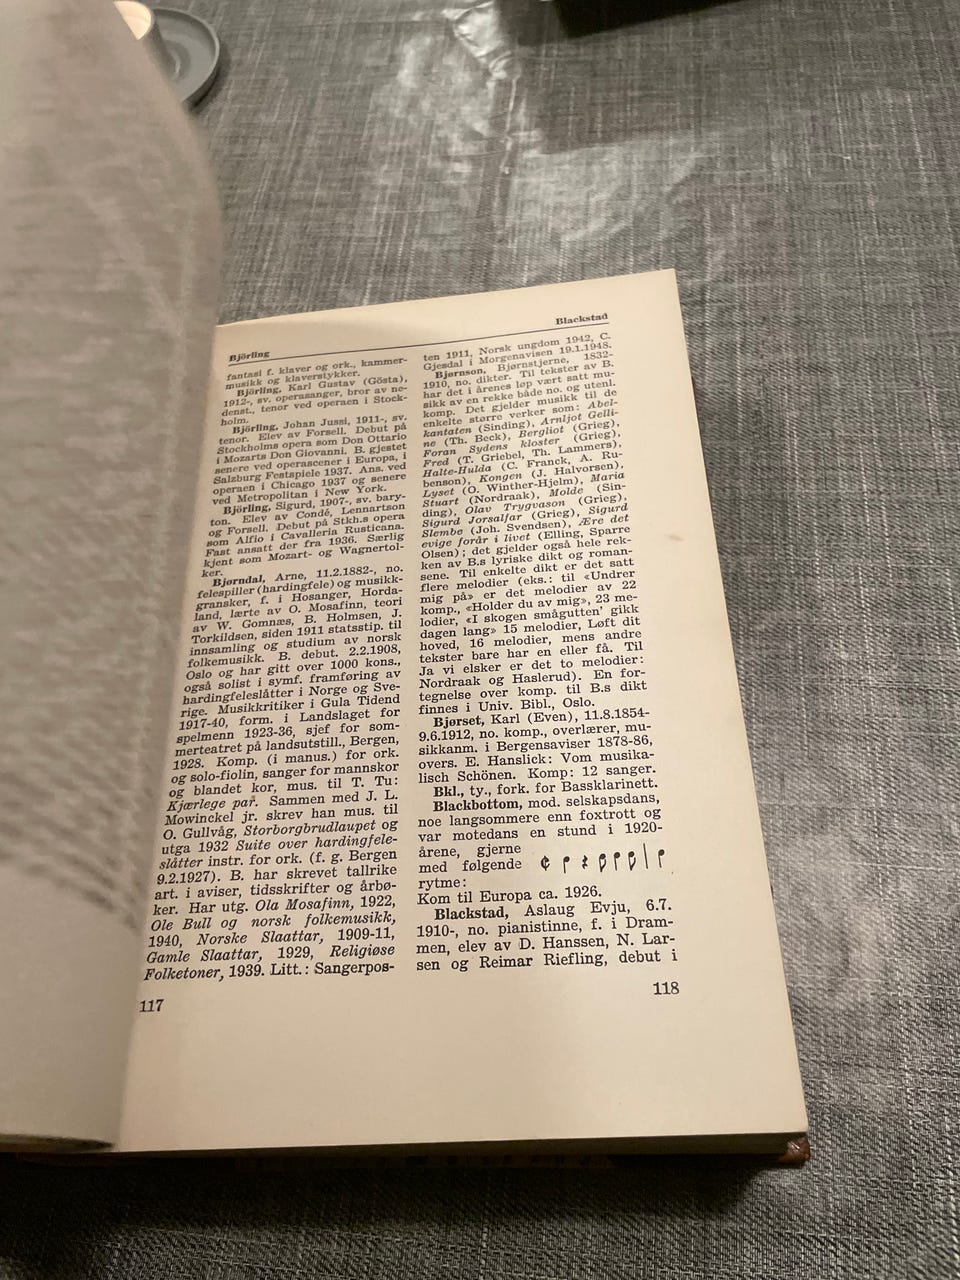 Björling
Blackstad
fantasi f. klaver og ork., kammer-
musikk og klaverstykker.
Björling, Karl Gustav (Gösta),
1912-, sv. operasanger, bror av ne-
denst., tenor ved operaen i Stock-
holm.
Björling, Johan Jussi, 1911-, sv.
tenor. Elev av Forsell. Debut på
Stockholms opera som Don Ottario
i Mozarts Don Giovanni. B. gjestet
senere ved operascener i Europa, i
Salzburg Festspiele 1937. Ans. ved
operaen i Chicago 1937 og senere
ved Metropolitan i New York.
Björling, Sigurd, 1907-, sv. bary-
ton. Elev av Condé, Lennartson
og Forsell. Debut på Stkh.s opera
som Alfio i Cavalleria Rusticana.
Fast ansatt der fra 1936. Særlig
kjent som Mozart- og Wagnertol-
ker.
Bjørndal, Arne, 11.2.1882-, no.
felespiller (hardingfele) og musikk-
gransker, f. i Hosanger, Horda-
land, lærte av O. Mosafinn, teori
av W. Gomnæs, B. Holmsen, J.
Torkildsen, siden 1911 statsstip. til
innsamling og studium av norsk
folkemusikk. B. debut. 2.2.1908,
Oslo og har gitt over 1000 kons.,
også solist i symf. framføring av
hardingfeleslåtter i Norge og Sve-
rige. Musikkritiker i Gula Tidend
1917-40, form. i Landslaget for
spelmenn 1923-36, sjef for som-
merteatret på landsutstill., Bergen,
1928. Komp. (i manus.) for ork.
og solo-fiolin, sanger for mannskor
og blandet kor, mus. til T. Tu:
Kjærlege par. Sammen med J. L.
Mowinckel jr. skrev han mus. til
O. Gullvåg, Storborgbrudlaupet og
utga 1932 Suite over hardingfele-
slåtter instr. for ork. (f. g. Bergen
9.2.1927). B. har skrevet tallrike
art. i aviser, tidsskrifter og årbø-
ker. Har utg. Ola Mosafinn, 1922,
Ole Bull og norsk folkemusikk,
1940, Norske Slaattar, 1909-11,
Gamle Slaattar, 1929, Religiøse
Folketoner, 1939. Litt.: Sangerpos-
117
ten 1911, Norsk ungdom 1942, C.
Gjesdal i Morgenavisen 19.1.1948.
Bjørnson, Bjørnstjerne, 1832-
1910, no. dikter. Til tekster av B.
har det i årenes løp vært satt mu-
sikk av en rekke både no. og utenl.
komp. Det gjelder musikk til de
enkelte større verker som: Abel-
kantaten (Sinding), Arnljot Gelli-
ne (Th. Beck), Bergliot (Grieg),
Foran Sydens kloster (Grieg),
Fred (T. Griebel, Th. Lammers),
Halte-Hulda (C. Franck, A. Ru-
benson), Kongen (J. Halvorsen),
Lyset (O. Winther-Hjelm), Maria
Stuart (Nordraak), Molde (Sin-
ding), Olav Trygvason (Grieg),
Sigurd Jorsalfar (Grieg), Sigurd
Slembe (Joh. Svendsen), Ære det
evige forår i livet (Elling, Sparre
Olsen); det gjelder også hele rek-
ken av B.s lyriske dikt og roman-
sene. Til enkelte dikt er det satt
flere melodier (eks.: til «Undrer
mig på» er det melodier av 22
komp., «Holder du av mig», 23 me-
lodier, «I skogen smågutten' gikk
dagen lang» 15 melodier, Løft dit
hoved, 16 melodier, mens andre
tekster bare har en eller få. Til
Ja vi elsker er det to melodier:
Nordraak og Haslerud). En for-
tegnelse over komp. til B.s dikt
finnes i Univ. Bibl., Oslo.
Bjørset, Karl (Even), 11.8.1854-
9.6.1912, no. komp., overlærer, mu-
sikkanm. i Bergensaviser 1878-86,
overs. E. Hanslick: Vom musika-
lisch Schönen. Komp: 12 sanger.
Bkl., ty., fork. for Bassklarinett.
Blackbottom, mod. selskapsdans,
noe langsommere enn foxtrott og
var motedans en stund i 1920-
årene, gjerne
med følgende
rytme:
Kom til Europa ca. 1926.
Blackstad, Aslaug Evju, 6.7.
1910-, no. pianistinne, f. i Dram-
men, elev av D. Hanssen, N. Lar-
sen og Reimar Riefling, debut i
118